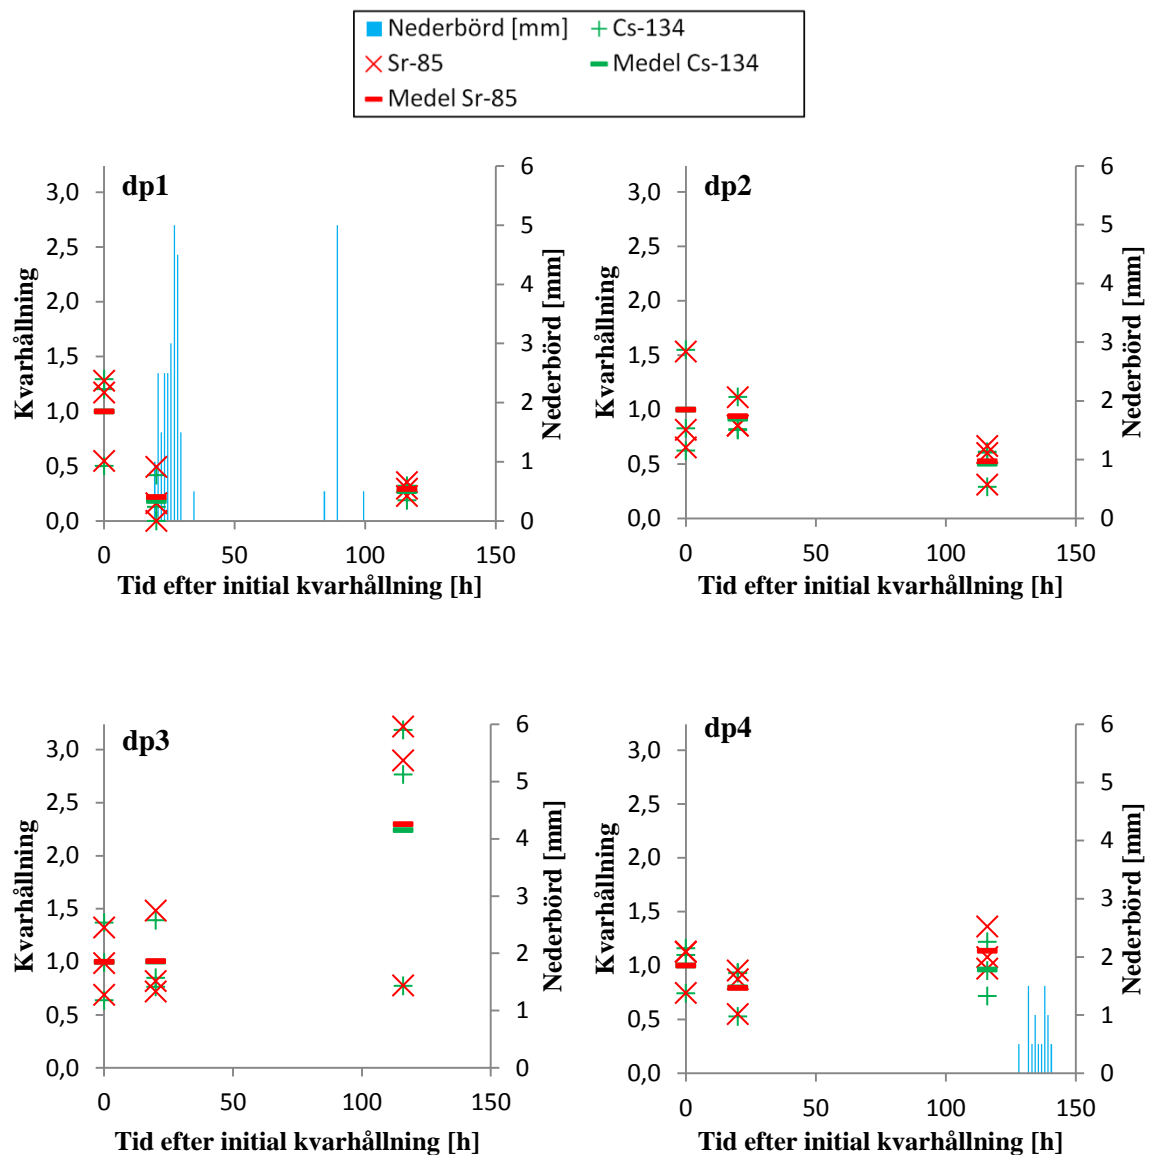 Nederbörd [mm] Cs-134
Sr-85 Medel Cs-134
Medel Sr-85
dp1
Kvarhållning
3,0
2,5
2,0
1,5
1,0
0,5
0,0
6
5
4
3
2
1
0
Nederbörd [mm]
0 50 100 150
Tid efter initial kvarhållning [h]
dp2
Kvarhållning
3,0
2,5
2,0
1,5
1,0
0,5
0,0
6
5
4
3
2
1
0
Nederbörd [mm]
0 50 100 150
Tid efter initial kvarhållning [h]
dp3
Kvarhållning
3,0
2,5
2,0
1,5
1,0
0,5
0,0
6
5
4
3
2
1
0
Nederbörd [mm]
0 50 100 150
Tid efter initial kvarhållning [h]
dp4
Kvarhållning
3,0
2,5
2,0
1,5
1,0
0,5
0,0
6
5
4
3
2
1
0
Nederbörd [mm]
0 50 100 150
Tid efter initial kvarhållning [h]